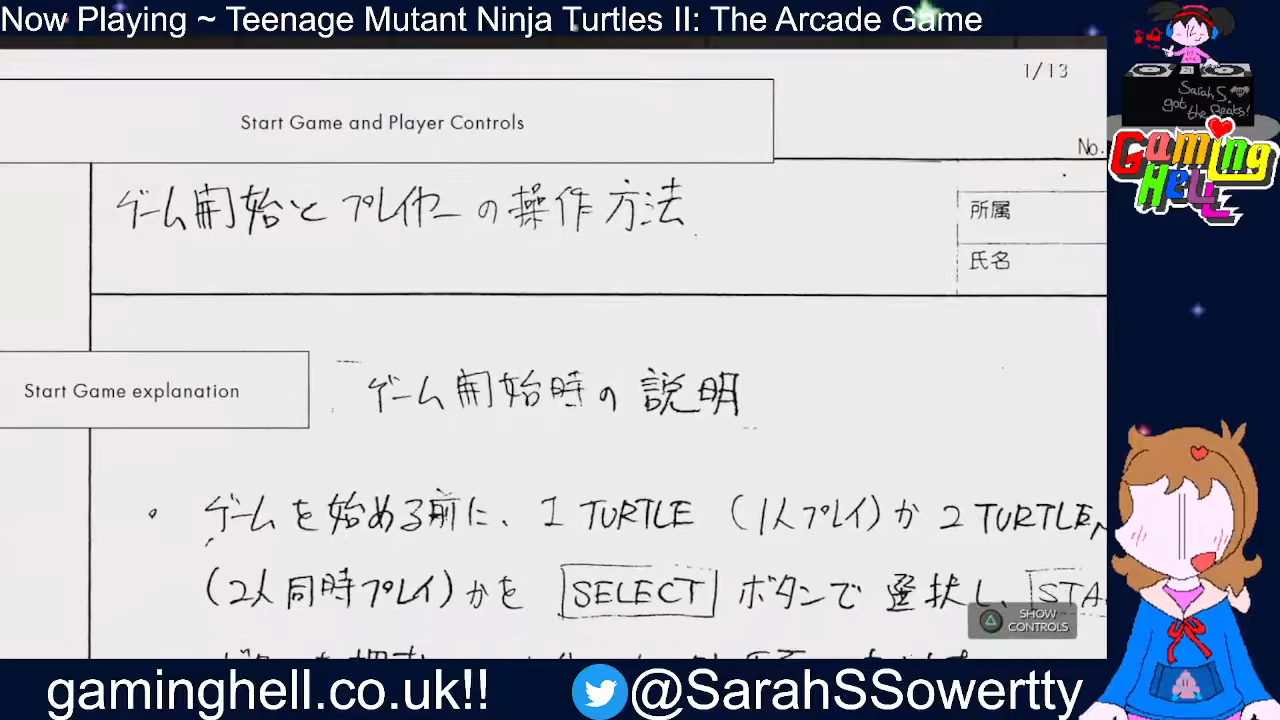 Now Playing ~ Teenage Mutant Ninja Turtles II: The Arcade Game
1/13
Start Game and Player Controls
No.
ゲーム開始とプレイヤーの操作方法
所属
氏名
Start Game explanation
ゲーム開始時の説明
。ゲームを始める前に、1 TURTLE (1人プレイ)か 2 TURTLE
(2人同時プレイ)かを SELECT ボタンで選択し、STA
SHOW
CONTROLS
Sarah S.
got
the Beats!
Gaming
Hell
gaminghell.co.uk!!
@SarahSSowertty